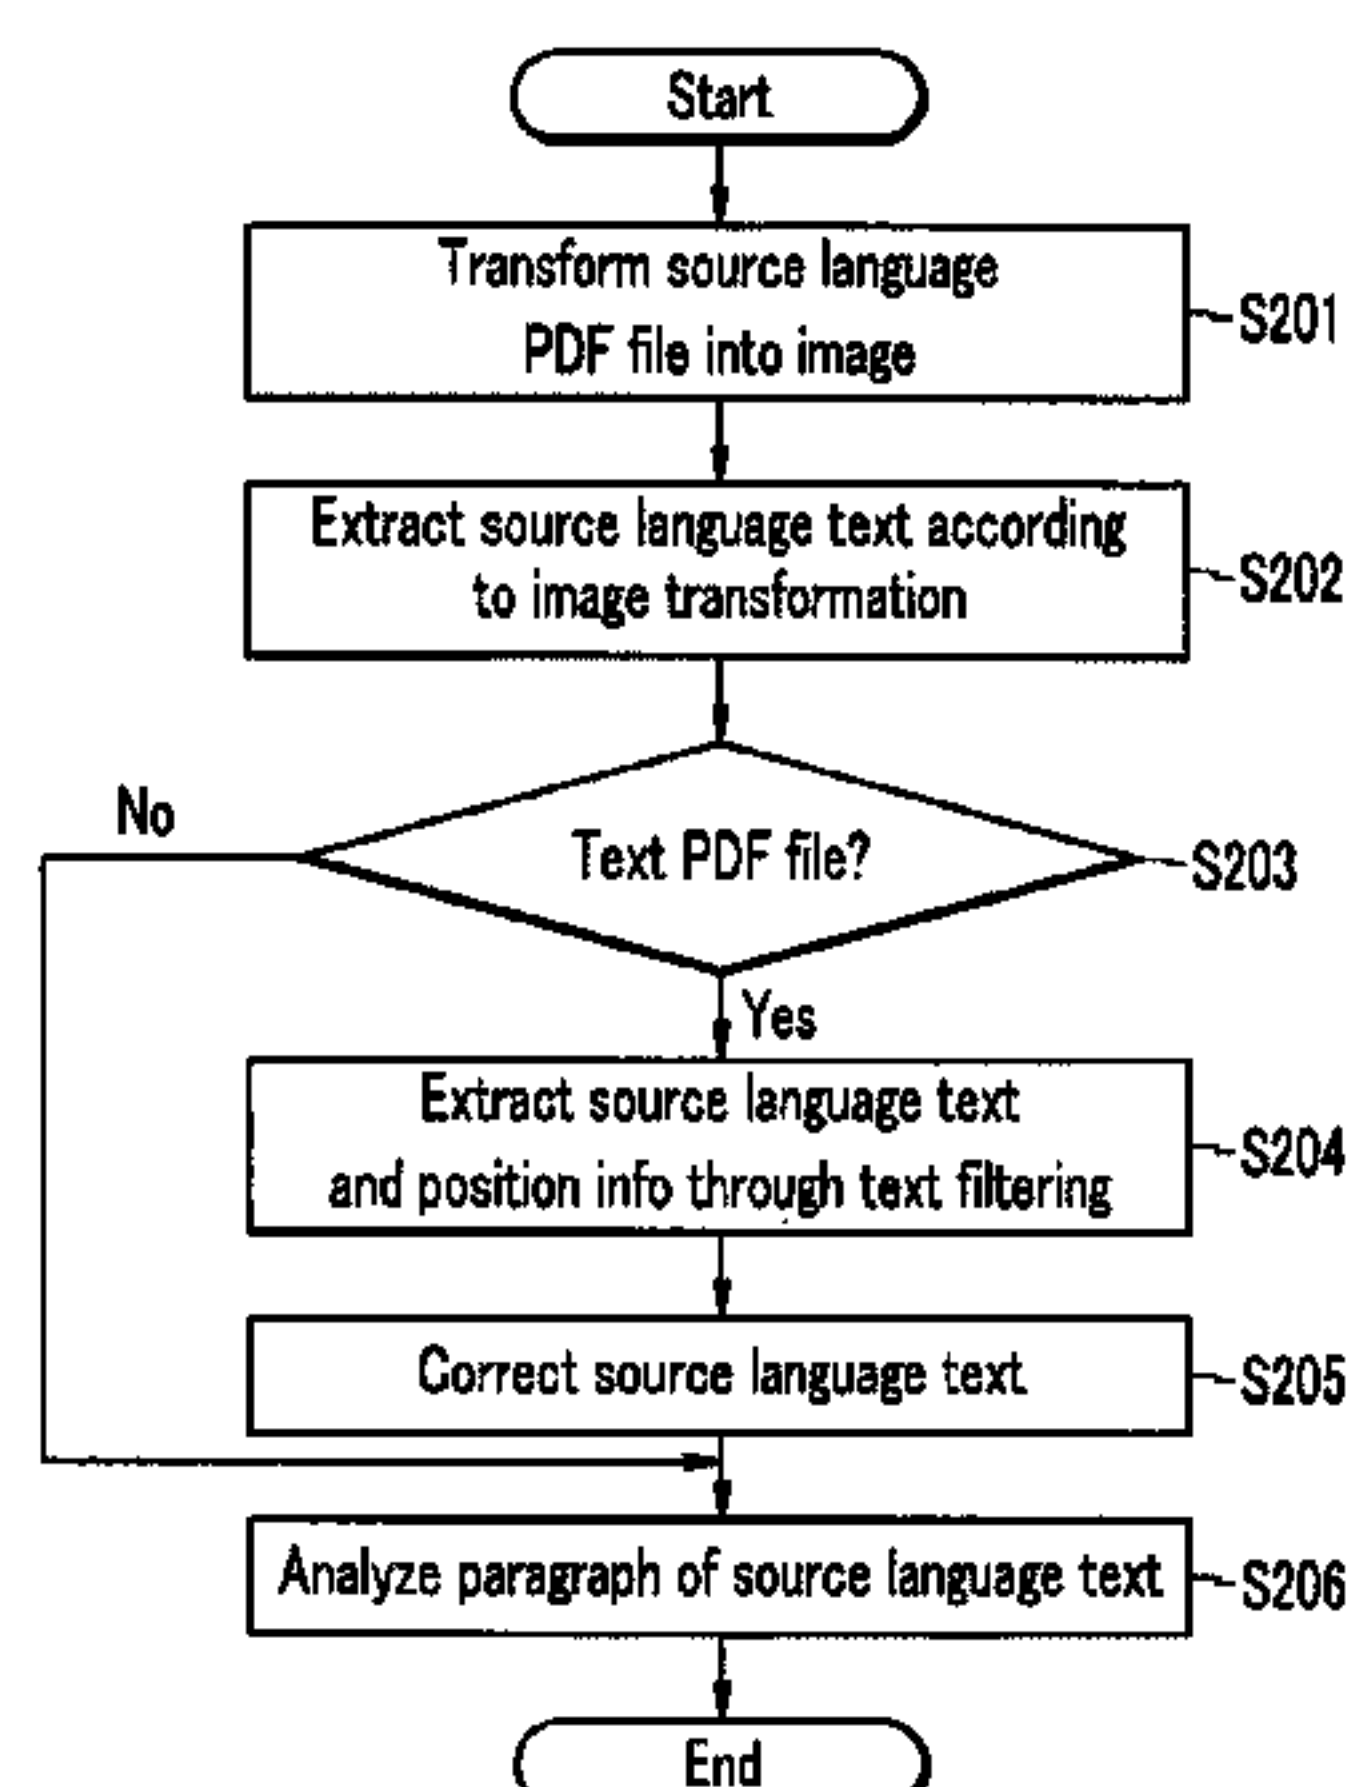 Start
Transform source language
PDF file into image
S201
Extract source language text according
to image transformation
S202
No
Text PDF file?
S203
Yes
Extract source language text
and position info through text filtering
S204
Correct source language text
S205
Analyze paragraph of source language text
S206
End